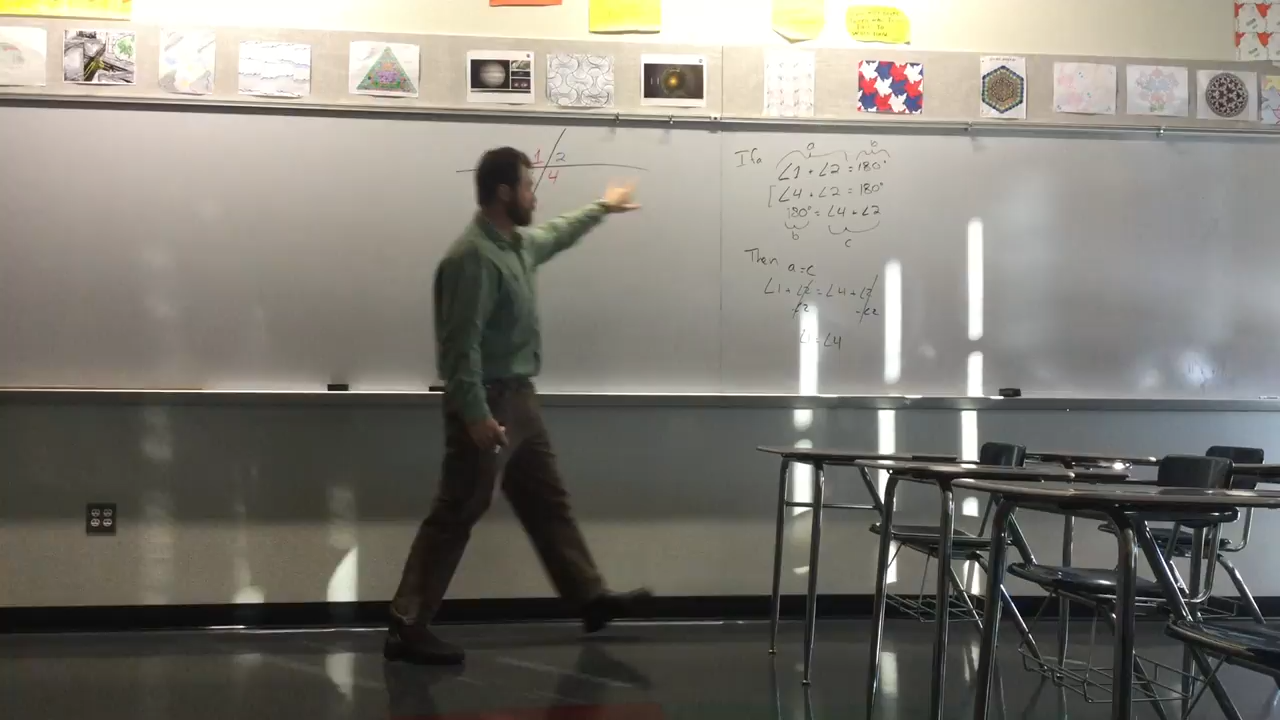 1 2
4
If a b
∠1 + ∠2 = 180°
[∠4 + ∠2 = 180°
180° = ∠4 + ∠2
b c
Then a = c
∠1 + ∠2 = ∠4 + ∠2
-∠2 -∠2
∠1 = ∠4